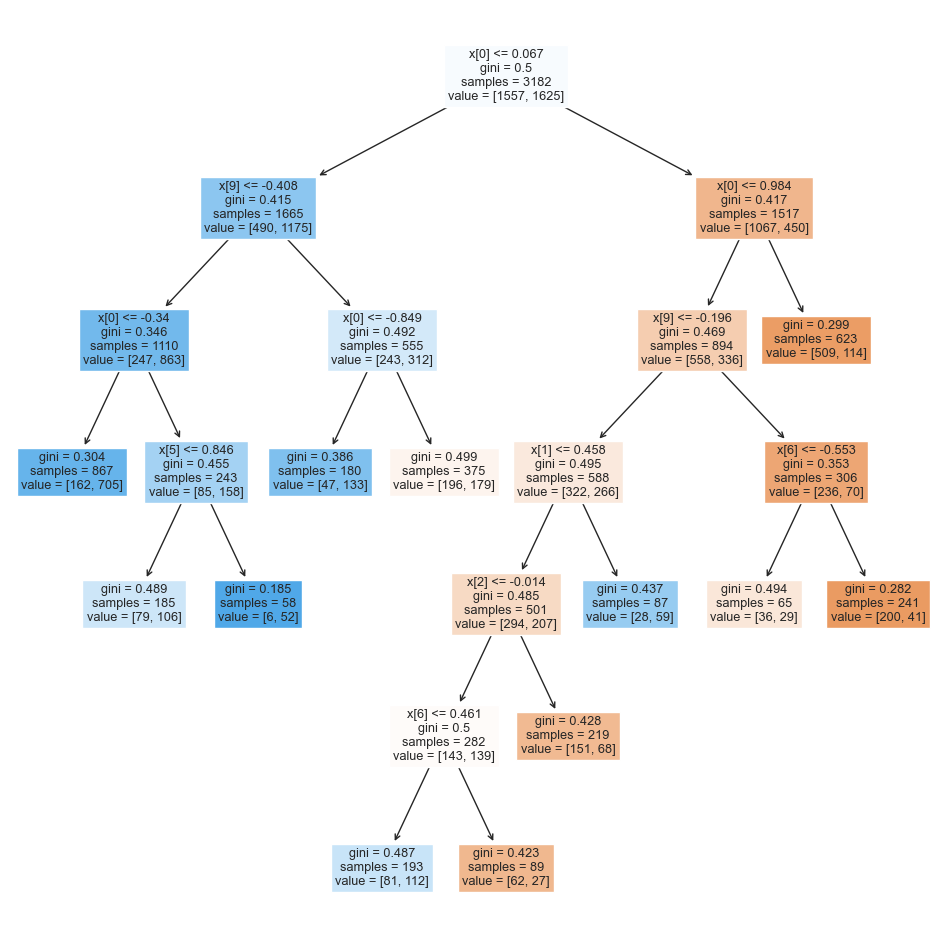 x[0] <= 0.067
gini = 0.5
samples = 3182
value = [1557, 1625]
x[9] <= -0.408
gini = 0.415
samples = 1665
value = [490, 1175]
x[0] <= 0.984
gini = 0.417
samples = 1517
value = [1067, 450]
x[0] <= -0.34
gini = 0.346
samples = 1110
value = [247, 863]
x[0] <= -0.849
gini = 0.492
samples = 555
value = [243, 312]
x[9] <= -0.196
gini = 0.469
samples = 894
value = [558, 336]
gini = 0.299
samples = 623
value = [509, 114]
gini = 0.304
samples = 867
value = [162, 705]
x[5] <= 0.846
gini = 0.455
samples = 243
value = [85, 158]
gini = 0.386
samples = 180
value = [47, 133]
gini = 0.499
samples = 375
value = [196, 179]
x[1] <= 0.458
gini = 0.495
samples = 588
value = [322, 266]
x[6] <= -0.553
gini = 0.353
samples = 306
value = [236, 70]
gini = 0.489
samples = 185
value = [79, 106]
gini = 0.185
samples = 58
value = [6, 52]
x[2] <= -0.014
gini = 0.485
samples = 501
value = [294, 207]
gini = 0.437
samples = 87
value = [28, 59]
gini = 0.494
samples = 65
value = [36, 29]
gini = 0.282
samples = 241
value = [200, 41]
x[6] <= 0.461
gini = 0.5
samples = 282
value = [143, 139]
gini = 0.428
samples = 219
value = [151, 68]
gini = 0.487
samples = 193
value = [81, 112]
gini = 0.423
samples = 89
value = [62, 27]